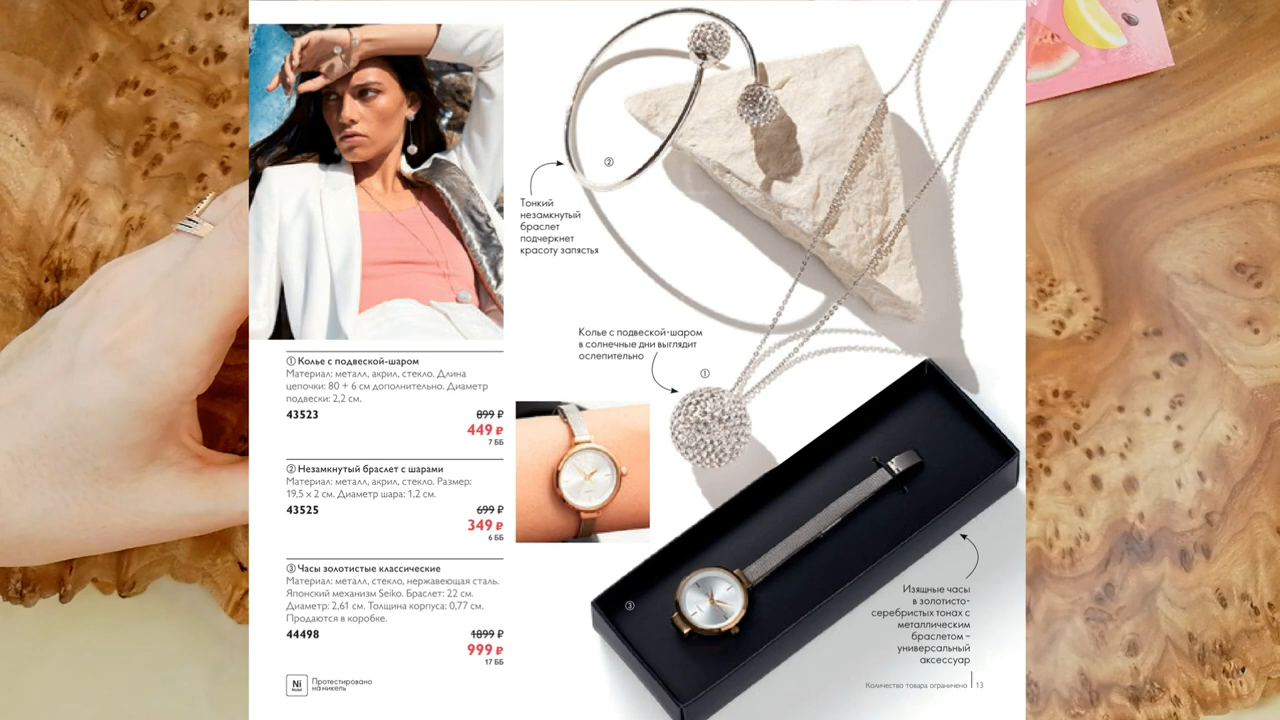 ②
Тонкий
незамкнутый
браслет
подчеркнет
красоту запястья
Колье с подвеской-шаром
в солнечные дни выглядит
ослепительно
①
① Колье с подвеской-шаром
Материал: металл, акрил, стекло. Длина
цепочки: 80 + 6 см дополнительно. Диаметр
подвески: 2,2 см.
43523
899 ₽
449 ₽
7 ББ
② Незамкнутый браслет с шарами
Материал: металл, акрил, стекло. Размер:
19,5 х 2 см. Диаметр шара: 1,2 см.
43525
699 ₽
349 ₽
6 ББ
③ Часы золотистые классические
Материал: металл, стекло, нержавеющая сталь.
Японский механизм Seiko. Браслет: 22 см.
Диаметр: 2,61 см. Толщина корпуса: 0,77 см.
Продаются в коробке.
44498
1899 ₽
999 ₽
17 ББ
Ni
Протестировано
на никель
③
Изящные часы
в золотисто-
серебристых тонах с
металлическим
браслетом –
универсальный
аксессуар
Количество товара ограничено
13